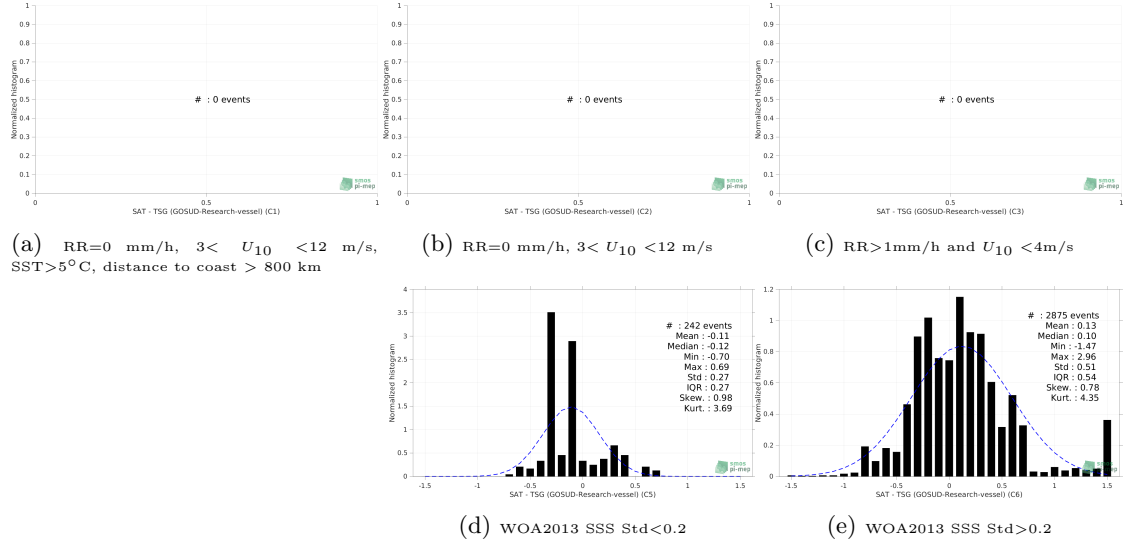 1
0.9
0.8
0.7
0.6
0.5
0.4
0.3
0.2
0.1
0
Normalized histogram
# : 0 events
smos
pi-mep
0 0.5 1
SAT - TSG (GOSUD-Research-vessel) (C1)
(a) RR=0 mm/h, 3< U10 <12 m/s,
SST>5°C, distance to coast > 800 km
1
0.9
0.8
0.7
0.6
0.5
0.4
0.3
0.2
0.1
0
Normalized histogram
# : 0 events
smos
pi-mep
0 0.5 1
SAT - TSG (GOSUD-Research-vessel) (C2)
(b) RR=0 mm/h, 3< U10 <12 m/s
1
0.9
0.8
0.7
0.6
0.5
0.4
0.3
0.2
0.1
0
Normalized histogram
# : 0 events
smos
pi-mep
0 0.5 1
SAT - TSG (GOSUD-Research-vessel) (C3)
(c) RR>1mm/h and U10 <4m/s
4
3.5
3
2.5
2
1.5
1
0.5
0
Normalized histogram
# : 242 events
Mean : -0.11
Median : -0.12
Min : -0.70
Max : 0.69
Std : 0.27
IQR : 0.27
Skew. : 0.98
Kurt. : 3.69
smos
pi-mep
-1.5 -1 -0.5 0 0.5 1 1.5
SAT - TSG (GOSUD-Research-vessel) (C5)
(d) WOA2013 SSS Std<0.2
1.2
1
0.8
0.6
0.4
0.2
0
Normalized histogram
# : 2875 events
Mean : 0.13
Median : 0.10
Min : -1.47
Max : 2.96
Std : 0.51
IQR : 0.54
Skew. : 0.78
Kurt. : 4.35
smos
pi-mep
-1.5 -1 -0.5 0 0.5 1 1.5
SAT - TSG (GOSUD-Research-vessel) (C6)
(e) WOA2013 SSS Std>0.2